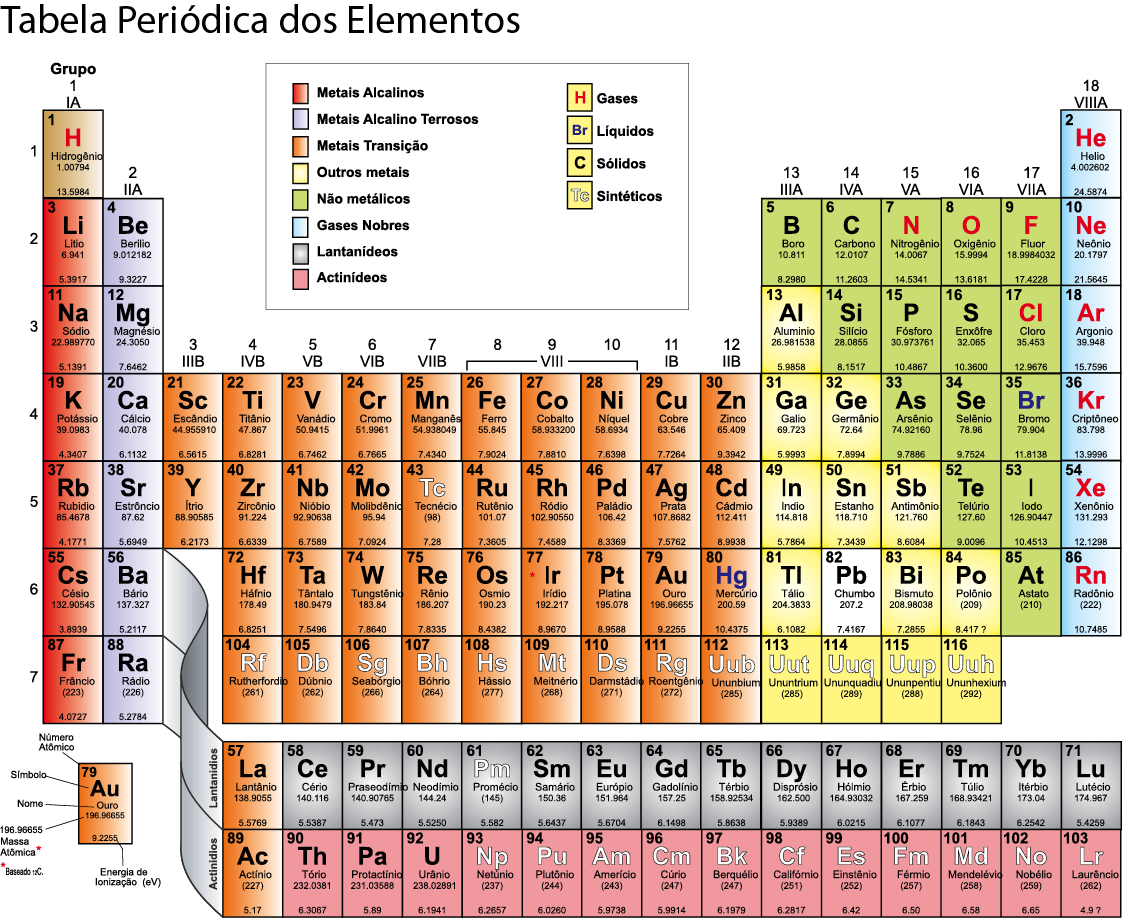 Tabela Periódica dos Elementos
Grupo
1
IA
2
IIA
3
IIIB
4
IVB
5
VB
6
VIB
7
VIIB
8
9
10
VIII
11
IB
12
IIB
13
IIIA
14
IVA
15
VA
16
VIA
17
VIIA
18
VIIIA
Metais Alcalinos
Metais Alcalino Terrosos
Metais Transição
Outros metais
Não metálicos
Gases Nobres
Lantanídeos
Actinídeos
H Gases
Br Líquidos
C Sólidos
Tc Sintéticos
1
1 H Hidrogênio 1.00794 13.5984
2 He Helio 4.002602 24.5874
2
3 Li Litio 6.941 5.3917
4 Be Berilio 9.012182 9.3227
5 B Boro 10.811 8.2980
6 C Carbono 12.0107 11.2603
7 N Nitrogênio 14.0067 14.5341
8 O Oxigênio 15.9994 13.6181
9 F Fluor 18.9984032 17.4228
10 Ne Neônio 20.1797 21.5645
3
11 Na Sódio 22.989770 5.1391
12 Mg Magnésio 24.3050 7.6462
13 Al Aluminio 26.981538 5.9858
14 Si Silício 28.0855 8.1517
15 P Fósforo 30.973761 10.4867
16 S Enxôfre 32.065 10.3600
17 Cl Cloro 35.453 12.9676
18 Ar Argonio 39.948 15.7596
4
19 K Potássio 39.0983 4.3407
20 Ca Cálcio 40.078 6.1132
21 Sc Escândio 44.955910 6.5615
22 Ti Titânio 47.867 6.8281
23 V Vanádio 50.9415 6.7462
24 Cr Cromo 51.9961 6.7665
25 Mn Manganês 54.938049 7.4340
26 Fe Ferro 55.845 7.9024
27 Co Cobalto 58.933200 7.8810
28 Ni Níquel 58.6934 7.6398
29 Cu Cobre 63.546 7.7264
30 Zn Zinco 65.409 9.3942
31 Ga Galio 69.723 5.9993
32 Ge Germânio 72.64 7.8994
33 As Arsênio 74.92160 9.7886
34 Se Selênio 78.96 9.7524
35 Br Bromo 79.904 11.8138
36 Kr Criptôneo 83.798 13.9996
5
37 Rb Rubidio 85.4678 4.1771
38 Sr Estrôncio 87.62 5.6949
39 Y Ítrio 88.90585 6.2173
40 Zr Zircônio 91.224 6.6339
41 Nb Nióbio 92.90638 6.7589
42 Mo Molibdênio 95.94 7.0924
43 Tc Tecnécio (98) 7.28
44 Ru Rutênio 101.07 7.3605
45 Rh Ródio 102.90550 7.4589
46 Pd Paládio 106.42 8.3369
47 Ag Prata 107.8682 7.5762
48 Cd Cádmio 112.411 8.9938
49 In Indio 114.818 5.7864
50 Sn Estanho 118.710 7.3439
51 Sb Antimônio 121.760 8.6084
52 Te Telúrio 127.60 9.0096
53 I Iodo 126.90447 10.4513
54 Xe Xenônio 131.293 12.1298
6
55 Cs Césio 132.90545 3.8939
56 Ba Bário 137.327 5.2117
72 Hf Háfnio 178.49 6.8251
73 Ta Tântalo 180.9479 7.5496
74 W Tungstênio 183.84 7.8640
75 Re Rênio 186.207 7.8335
76 Os Osmio 190.23 8.4382
77 * Ir Irídio 192.217 8.9670
78 Pt Platina 195.078 8.9588
79 Au Ouro 196.96655 9.2255
80 Hg Mercúrio 200.59 10.4375
81 Tl Tálio 204.3833 6.1082
82 Pb Chumbo 207.2 7.4167
83 Bi Bismuto 208.98038 7.2855
84 Po Polônio (209) 8.417 ?
85 At Astato (210)
86 Rn Radônio (222) 10.7485
7
87 Fr Frâncio (223) 4.0727
88 Ra Rádio (226) 5.2784
104 Rf Rutherfordio (261)
105 Db Dúbnio (262)
106 Sg Seabórgio (266)
107 Bh Bóhrio (264)
108 Hs Hássio (277)
109 Mt Meitnério (268)
110 Ds Darmstádio (271)
111 Rg Roentgênio (272)
112 Uub Ununbium (285)
113 Uut Ununtrium (285)
114 Uuq Ununquadiu (289)
115 Uup Ununpentiu (288)
116 Uuh Ununhexium (292)
Lantanidios
57 La Lantânio 138.9055 5.5769
58 Ce Cério 140.116 5.5387
59 Pr Praseodímio 140.90765 5.473
60 Nd Neodímio 144.24 5.5250
61 Pm Promécio (145) 5.582
62 Sm Samário 150.36 5.6437
63 Eu Európio 151.964 5.6704
64 Gd Gadolínio 157.25 6.1498
65 Tb Térbio 158.92534 5.8638
66 Dy Disprósio 162.500 5.9389
67 Ho Hólmio 164.93032 6.0215
68 Er Érbio 167.259 6.1077
69 Tm Túlio 168.93421 6.1843
70 Yb Itérbio 173.04 6.2542
71 Lu Lutécio 174.967 5.4259
Actinidios
89 Ac Actínio (227) 5.17
90 Th Tório 232.0381 6.3067
91 Pa Protactínio 231.03588 5.89
92 U Urânio 238.02891 6.1941
93 Np Netúnio (237) 6.2657
94 Pu Plutônio (244) 6.0260
95 Am Amerício (243) 5.9738
96 Cm Cúrio (247) 5.9914
97 Bk Berquélio (247) 6.1979
98 Cf Califórnio (251) 6.2817
99 Es Einstênio (252) 6.42
100 Fm Férmio (257) 6.50
101 Md Mendelévio (258) 6.58
102 No Nobélio (259) 6.65
103 Lr Laurêncio (262) 4.9 ?
Número
Atômico
79
Símbolo
Au
Nome
Ouro
196.96655
9.2255
196.96655
Massa
Atômica*
*Baseado 12C.
Energia de
Ionização (eV)